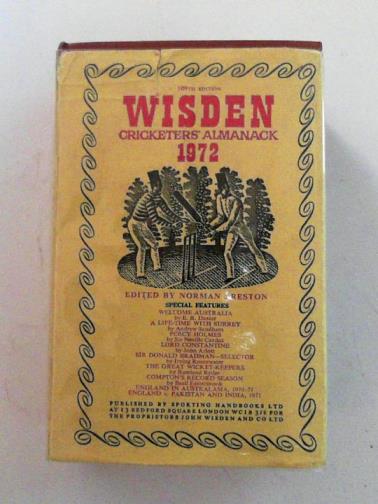 109TH EDITION
WISDEN
CRICKETERS' ALMANACK
1972
EDITED BY NORMAN PRESTON
SPECIAL FEATURES
WELCOME AUSTRALIA
by E. R. Dexter
A LIFE-TIME WITH SURREY
by Andrew Sandham
PERCY HOLMES
by Sir Neville Cardus
LORD CONSTANTINE
by John Arlott
SIR DONALD BRADMAN—SELECTOR
by Irving Rosenwater
THE GREAT WICKET-KEEPERS
by Rowland Ryder
COMPTON'S RECORD SEASON
by Basil Easterbrook
ENGLAND IN AUSTRALASIA, 1970-71
ENGLAND v. PAKISTAN AND INDIA, 1971
PUBLISHED BY SPORTING HANDBOOKS LTD
AT 13 BEDFORD SQUARE LONDON WC1B 3JE FOR
THE PROPRIETORS JOHN WISDEN AND CO LTD